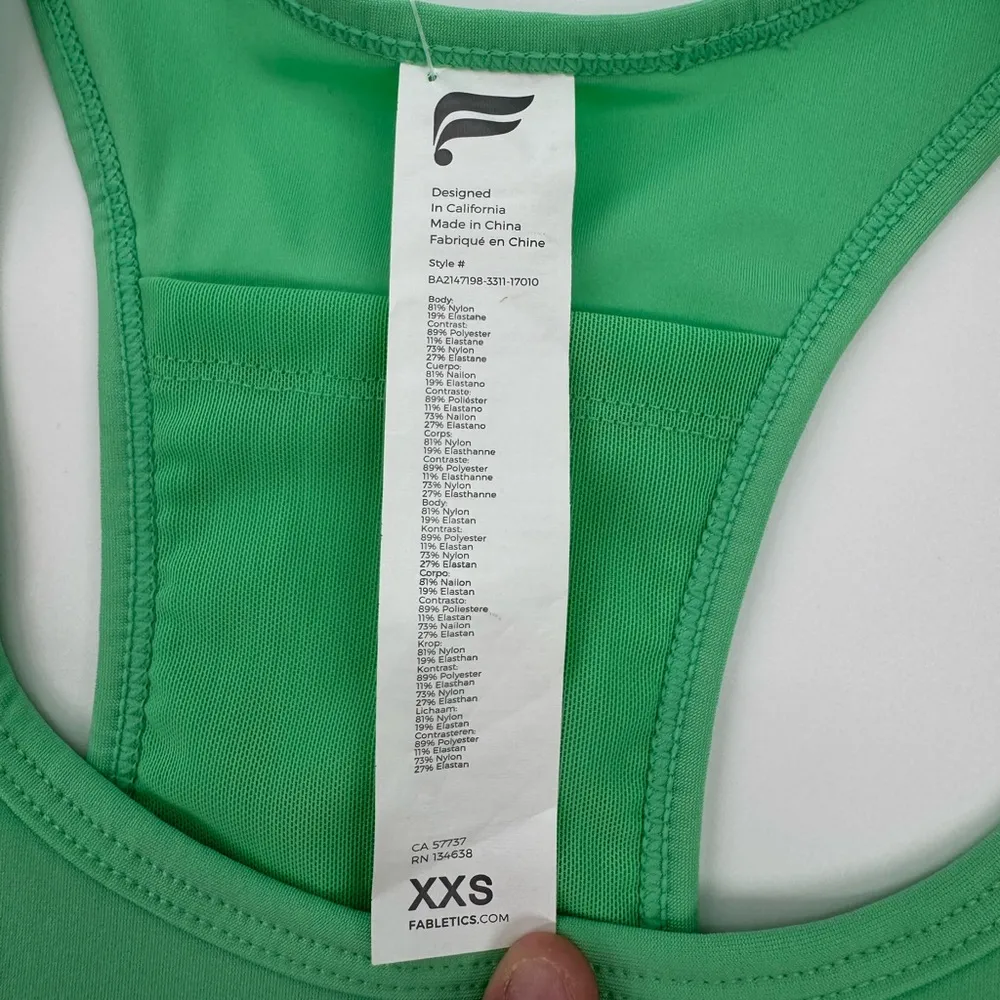 Designed
In California
Made in China
Fabriqué en Chine
Style #
BA2147198-3311-17010
Body:
81% Nylon
19% Elastane
Contrast:
89% Polyester
11% Elastane
73% Nylon
27% Elastane
Cuerpo:
81% Nailon
19% Elastano
Contraste:
89% Poliéster
11% Elastano
73% Nailon
27% Elastano
Corps:
81% Nylon
19% Elasthanne
Contraste:
89% Polyester
11% Elasthanne
73% Nylon
27% Elasthanne
Body:
81% Nylon
19% Elastan
Kontrast:
89% Polyester
11% Elastan
73% Nylon
27% Elastan
Corpo:
81% Nailon
19% Elastan
Contrasto:
89% Poliestere
11% Elastan
73% Nailon
27% Elastan
Krop:
81% Nylon
19% Elasthan
Kontrast:
89% Polyester
11% Elasthan
73% Nylon
27% Elasthan
Lichaam:
81% Nylon
19% Elastan
Contrasteren:
89% Polyester
11% Elastan
73% Nylon
27% Elastan
CA 57737
RN 134638
XXS
FABLETICS.COM